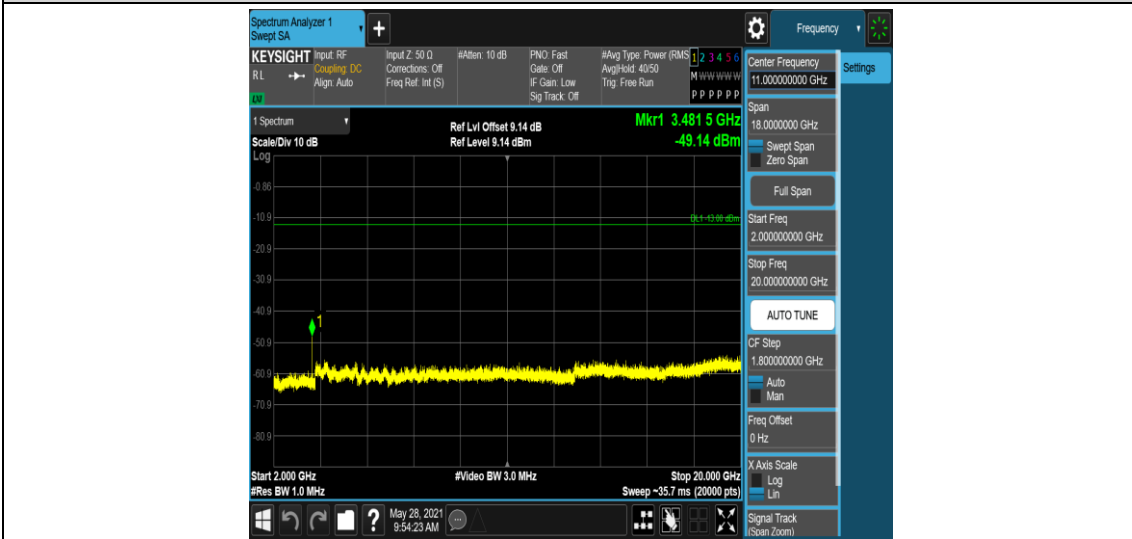 Spectrum Analyzer 1
Swept SA
+
Frequency
KEYSIGHT
RL
LXI
Input: RF
Coupling: DC
Align: Auto
Input Z: 50 Ω
Corrections: Off
Freq Ref: Int (S)
#Atten: 10 dB
PNO: Fast
Gate: Off
IF Gain: Low
Sig Track: Off
#Avg Type: Power (RMS
Avg|Hold: 40/50
Trig: Free Run
1 2 3 4 5 6
M W W W W W
P P P P P P
1 Spectrum
Scale/Div 10 dB
Log
Ref Lvl Offset 9.14 dB
Ref Level 9.14 dBm
Mkr1 3.481 5 GHz
-49.14 dBm
-0.86
-10.9
DL1 -13.00 dBm
-20.9
-30.9
-40.9
1
-50.9
-60.9
-70.9
-80.9
Start 2.000 GHz
#Res BW 1.0 MHz
#Video BW 3.0 MHz
Stop 20.000 GHz
Sweep ~35.7 ms (20000 pts)
Center Frequency
11.000000000 GHz
Settings
Span
18.0000000 GHz
Swept Span
Zero Span
Full Span
Start Freq
2.000000000 GHz
Stop Freq
20.000000000 GHz
AUTO TUNE
CF Step
1.800000000 GHz
Auto
Man
Freq Offset
0 Hz
X Axis Scale
Log
Lin
Signal Track
(Span Zoom)
?
May 28, 2021
9:54:23 AM